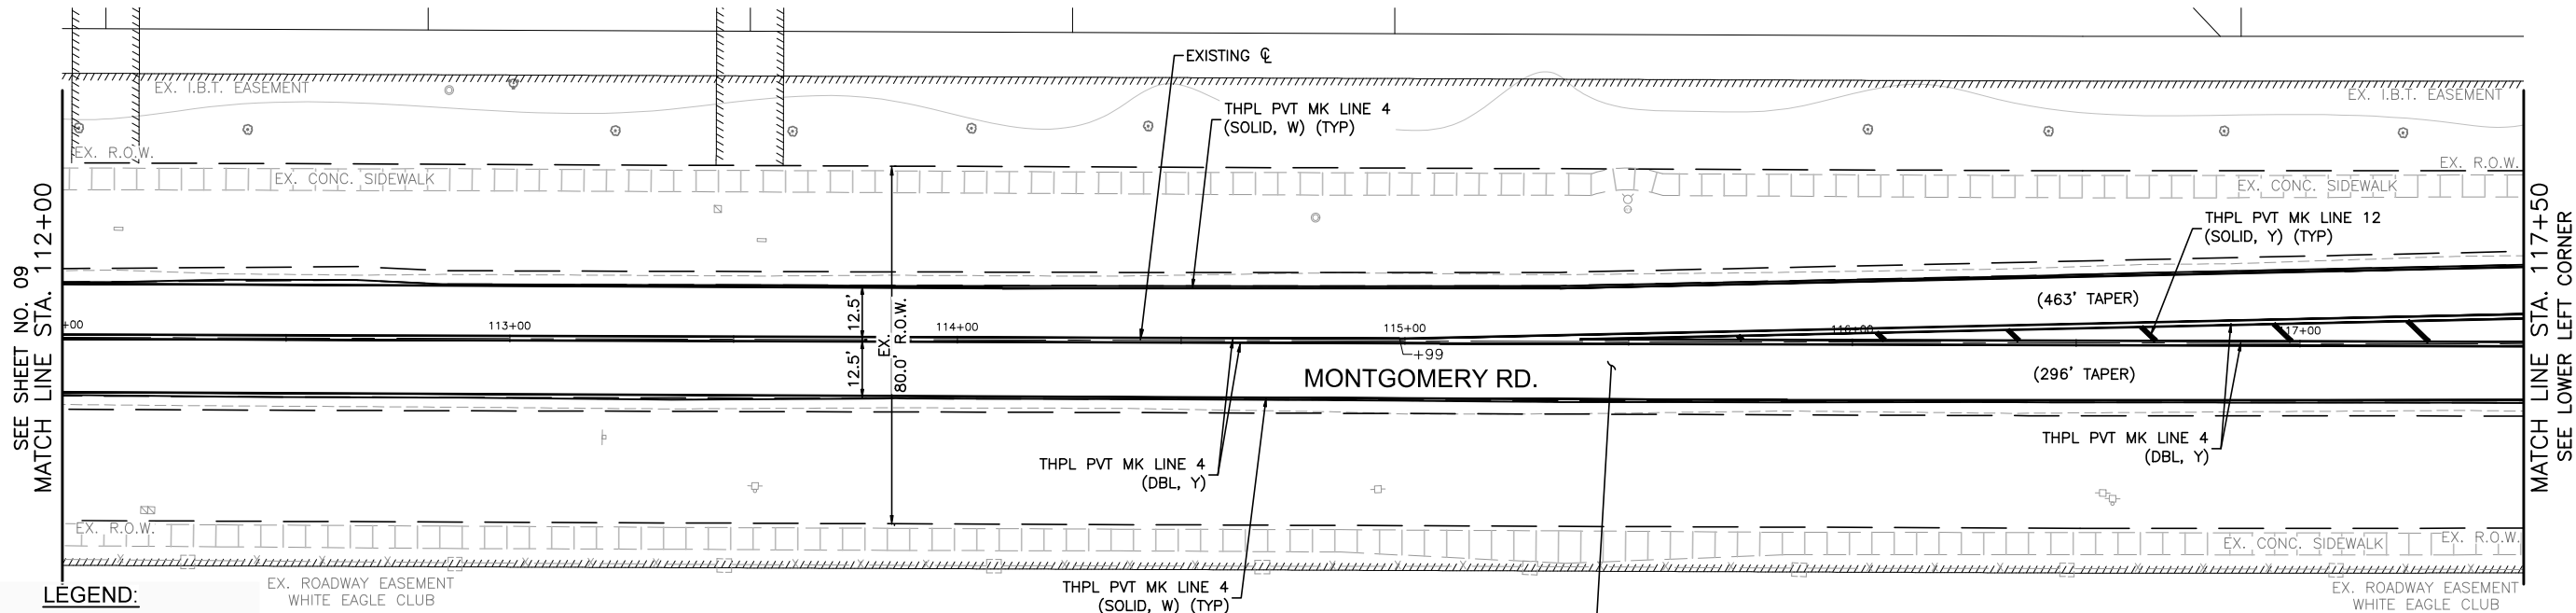 EXISTING ℄
EX. I.B.T. EASEMENT
EX. I.B.T. EASEMENT
THPL PVT MK LINE 4
(SOLID, W) (TYP)
EX. R.O.W.
EX. R.O.W.
EX. CONC. SIDEWALK
EX. CONC. SIDEWALK
SEE SHEET NO. 09
MATCH LINE STA. 112+00
MATCH LINE STA. 117+50
SEE LOWER LEFT CORNER
THPL PVT MK LINE 12
(SOLID, Y) (TYP)
(463' TAPER)
12.5'
12.5'
EX.
80.0' R.O.W.
+00
113+00
114+00
115+00
116+00
17+00
+99
MONTGOMERY RD.
(296' TAPER)
THPL PVT MK LINE 4
(DBL, Y)
THPL PVT MK LINE 4
(DBL, Y)
EX. R.O.W.
EX. R.O.W.
EX. CONC. SIDEWALK
THPL PVT MK LINE 4
(SOLID, W) (TYP)
EX. ROADWAY EASEMENT
WHITE EAGLE CLUB
EX. ROADWAY EASEMENT
WHITE EAGLE CLUB
LEGEND: